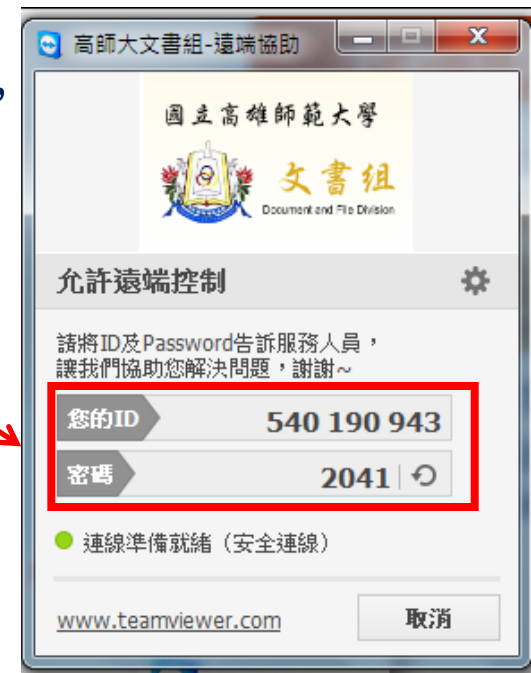 高師大文書組-遠端協助
，
國立高雄師範大學
文書組
Document and File Division
允許遠端控制
請將ID及Password告訴服務人員，
讓我們協助您解決問題，謝謝~
您的ID 540 190 943
密碼 2041
連線準備就緒（安全連線）
www.teamviewer.com 取消